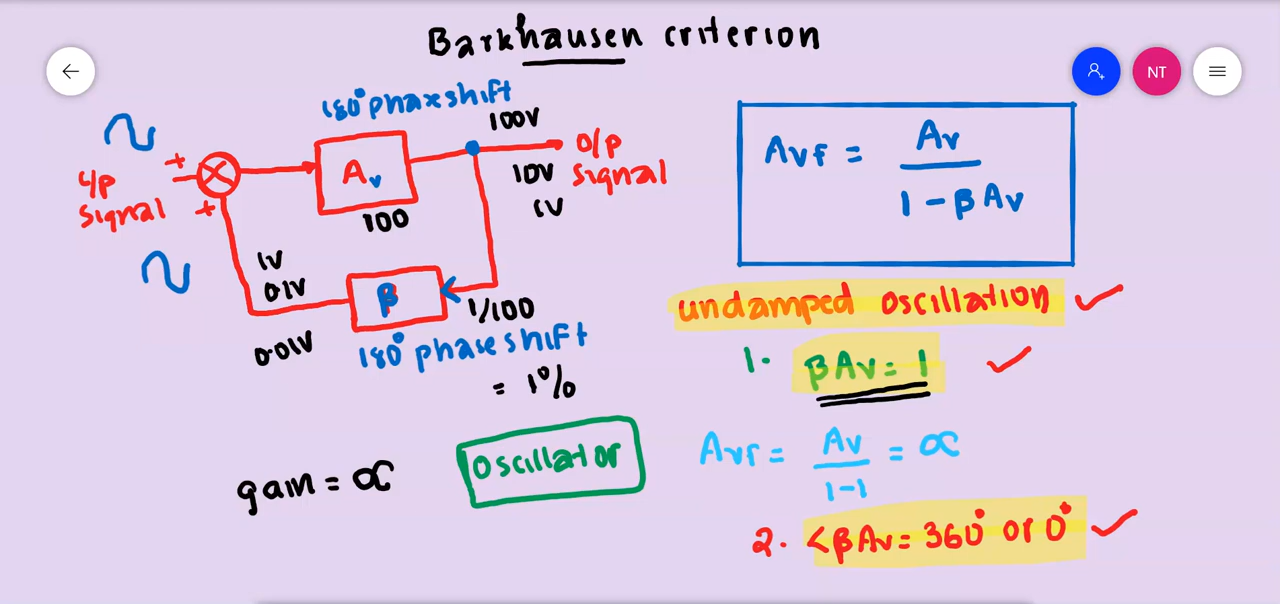 Barkhausen criterion
NT
180° phase shift
100V
+
i/p signal
Av
100
O/P signal
10V
1V
+
1V
0.1V
0.01V
β
1/100
180° phase shift
= 1%
gain = ∝
Oscillator
Avf = Av / 1 - βAv
undamped oscillation ✓
1. βAv = 1 ✓
Avf = Av / 1-1 = ∝
2. <βAv = 360° or 0° ✓